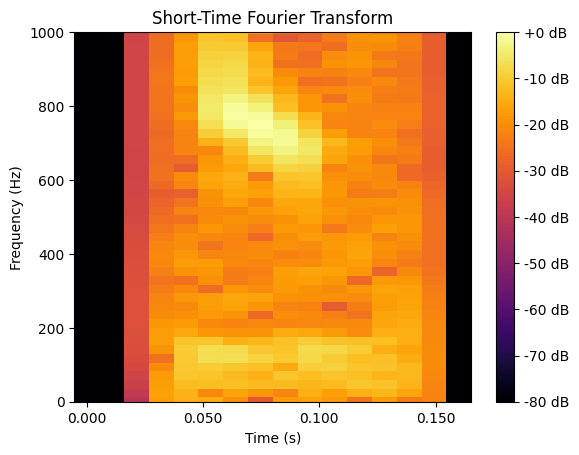 Short-Time Fourier Transform
Frequency (Hz)
1000
800
600
400
200
0
0.000
0.050
0.100
0.150
Time (s)
+0 dB
-10 dB
-20 dB
-30 dB
-40 dB
-50 dB
-60 dB
-70 dB
-80 dB